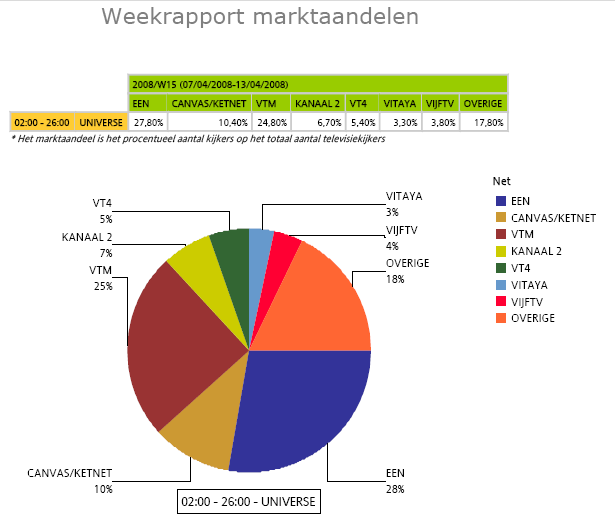 Weekrapport marktaandelen
2008/W15 (07/04/2008-13/04/2008)
EEN CANVAS/KETNET VTM KANAAL 2 VT4 VITAYA VIJFTV OVERIGE
02:00 - 26:00 UNIVERSE 27,80% 10,40% 24,80% 6,70% 5,40% 3,30% 3,80% 17,80%
* Het marktaandeel is het procentueel aantal kijkers op het totaal aantal televisiekijkers
VT4
5%
KANAAL 2
7%
VTM
25%
CANVAS/KETNET
10%
VITAYA
3%
VIJFTV
4%
OVERIGE
18%
EEN
28%
02:00 - 26:00 - UNIVERSE
Net
EEN
CANVAS/KETNET
VTM
KANAAL 2
VT4
VITAYA
VIJFTV
OVERIGE